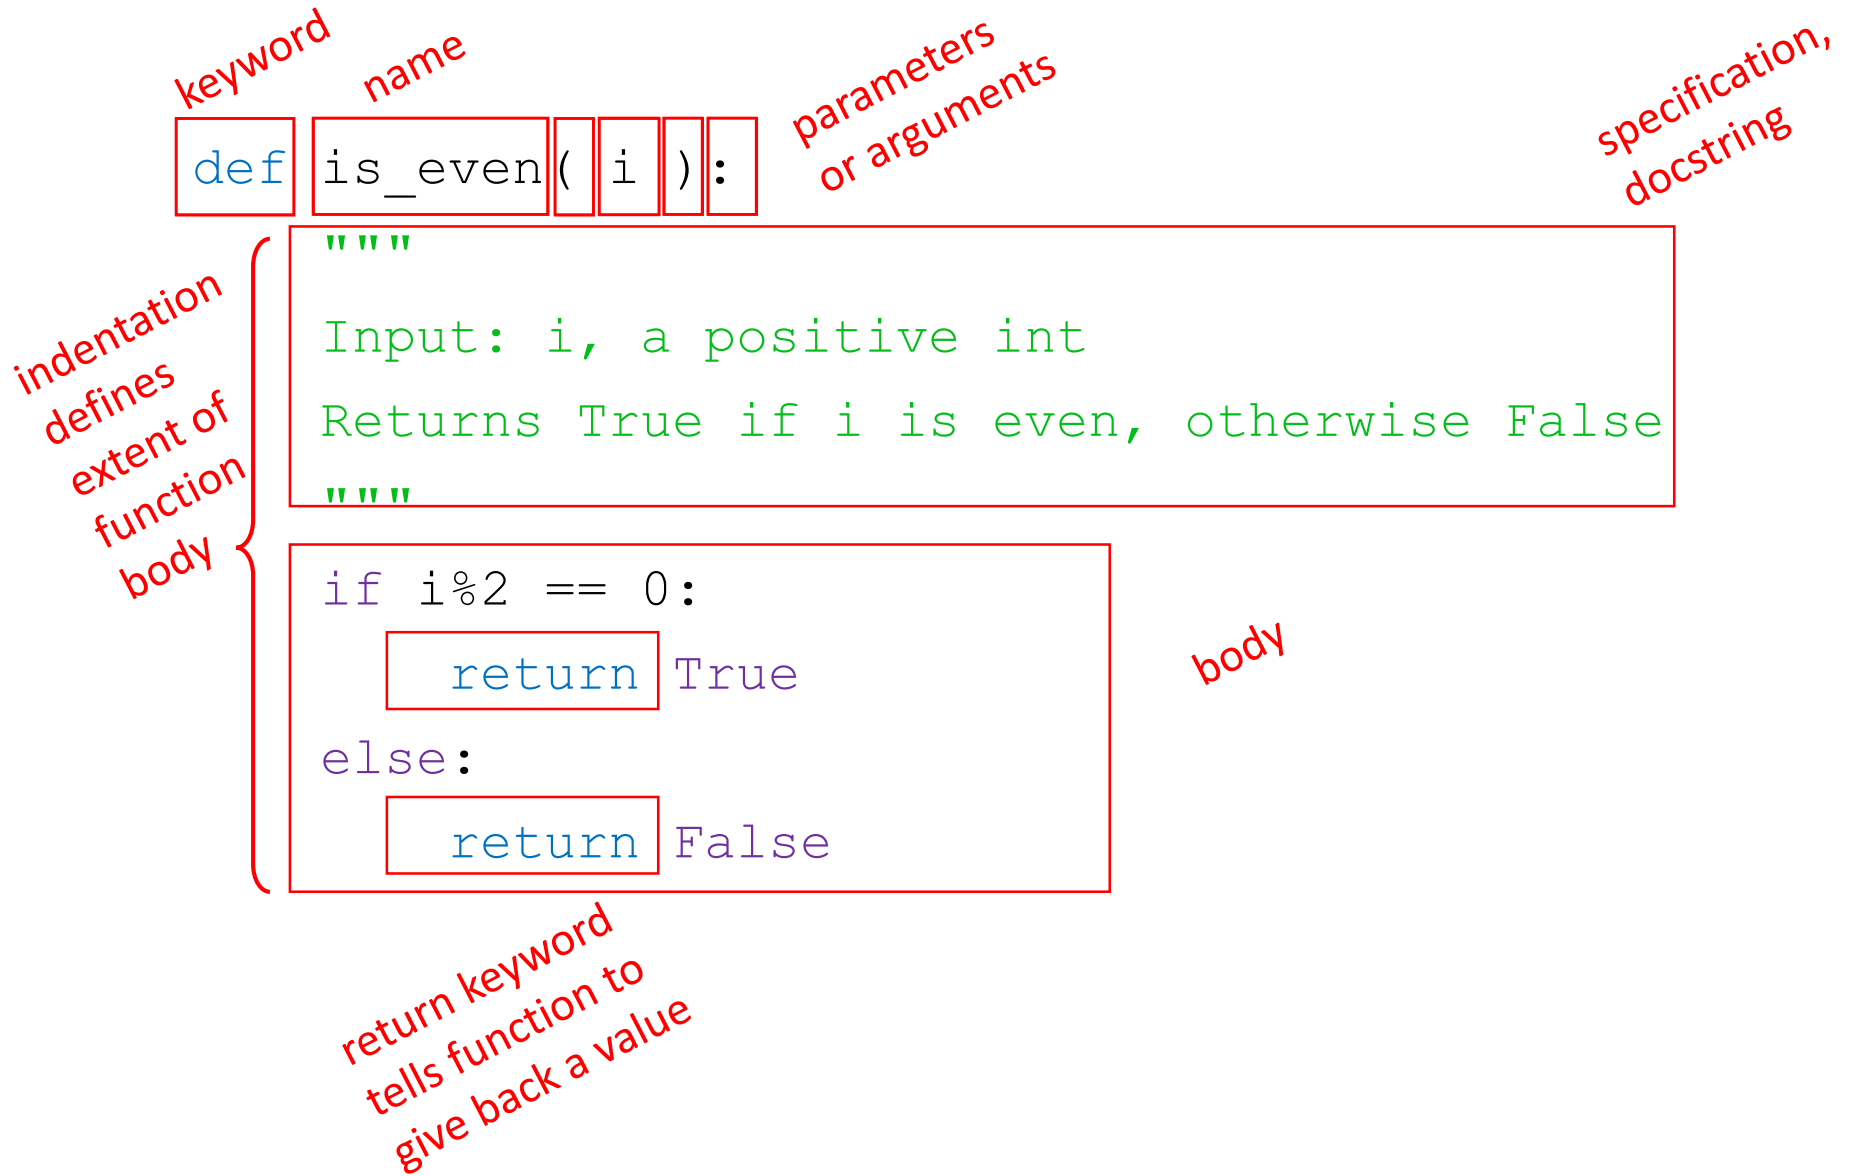 keyword
name
parameters
or arguments
specification,
docstring
def is_even( i ):
"""
Input: i, a positive int
Returns True if i is even, otherwise False
"""
indentation
defines
extent of
function
body
if i%2 == 0:
return True
else:
return False
body
return keyword
tells function to
give back a value